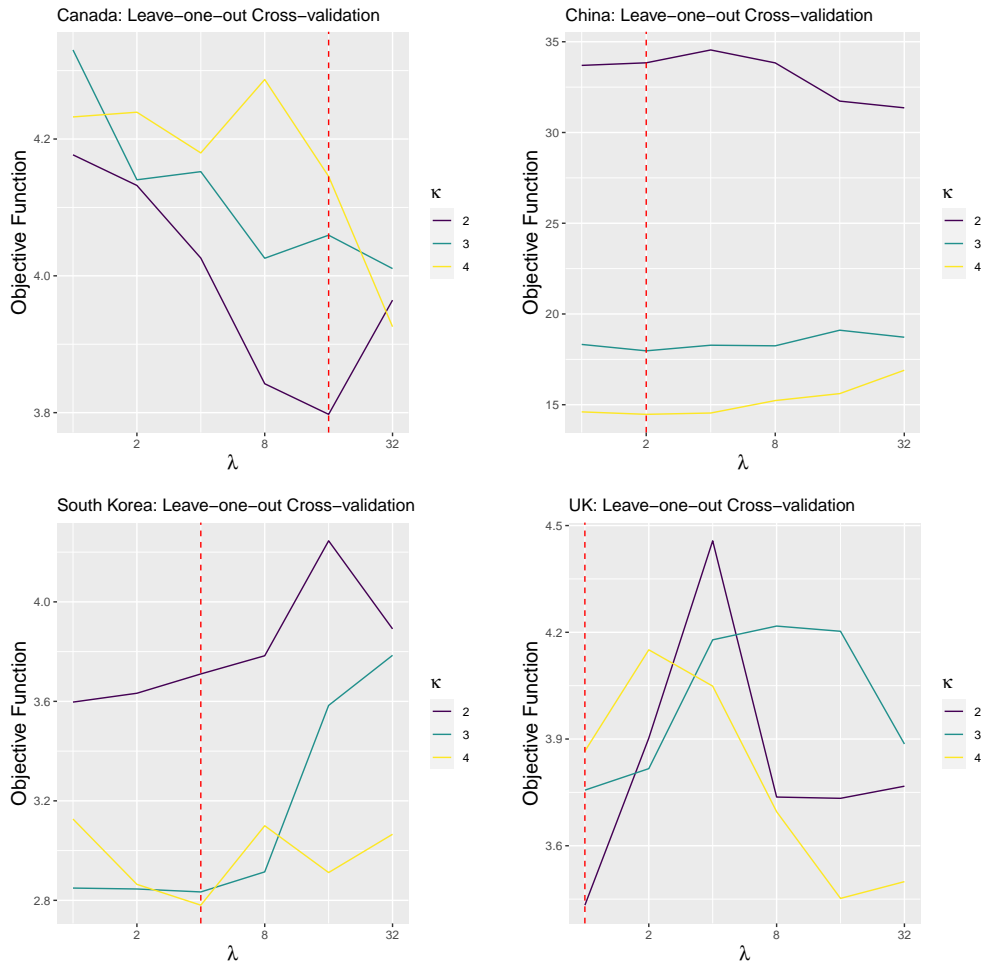 Canada: Leave−one−out Cross−validation
Objective Function
4.2
4.0
3.8
2
8
32
λ
κ
2
3
4
China: Leave−one−out Cross−validation
Objective Function
35
30
25
20
15
2
8
32
λ
κ
2
3
4
South Korea: Leave−one−out Cross−validation
Objective Function
4.0
3.6
3.2
2.8
2
8
32
λ
κ
2
3
4
UK: Leave−one−out Cross−validation
Objective Function
4.5
4.2
3.9
3.6
2
8
32
λ
κ
2
3
4